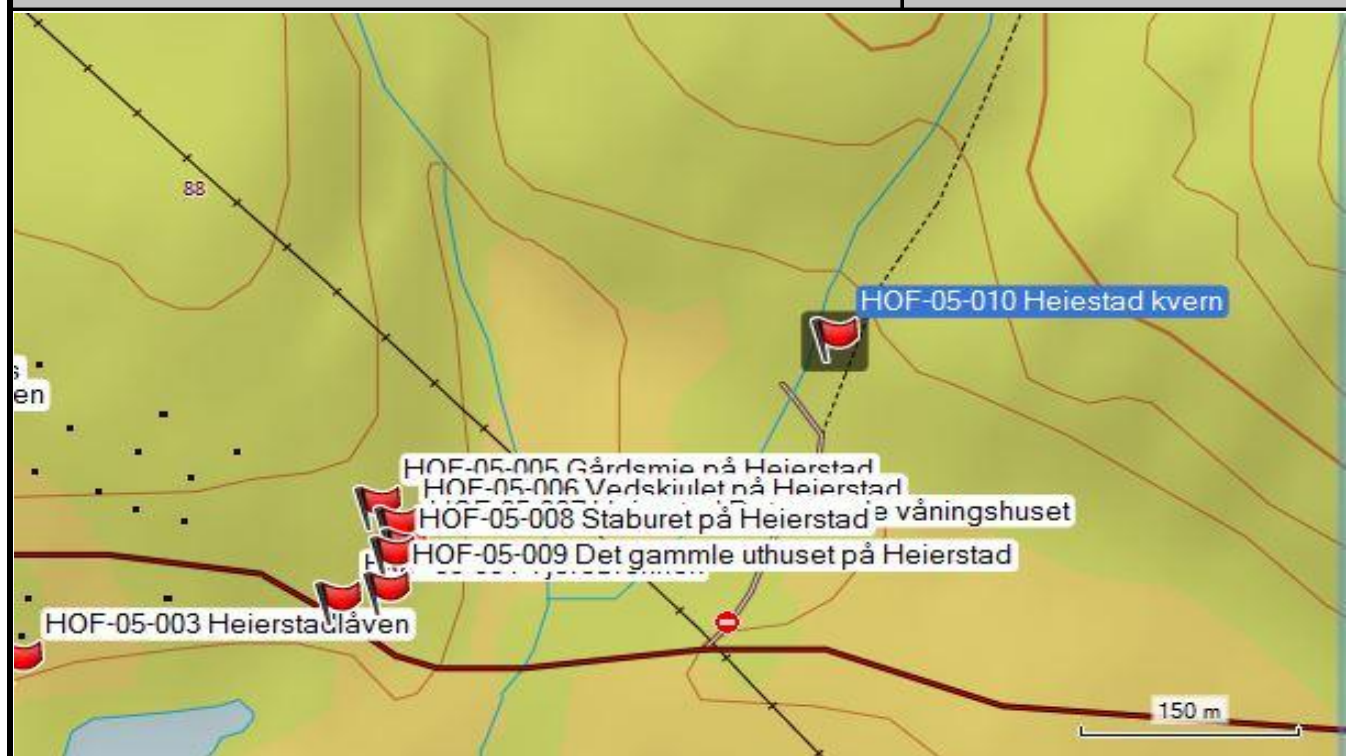 88
HOF-05-010 Heiestad kvern
en
HOF-05-005 Gårdsmie på Heierstad
HOF-05-006 Vedskjulet på Heierstad
e våningshuset
HOF-05-008 Staburet på Heierstad
HOF-05-009 Det gammle uthuset på Heierstad
HOF-05-003 Heierstadlåven
150 m